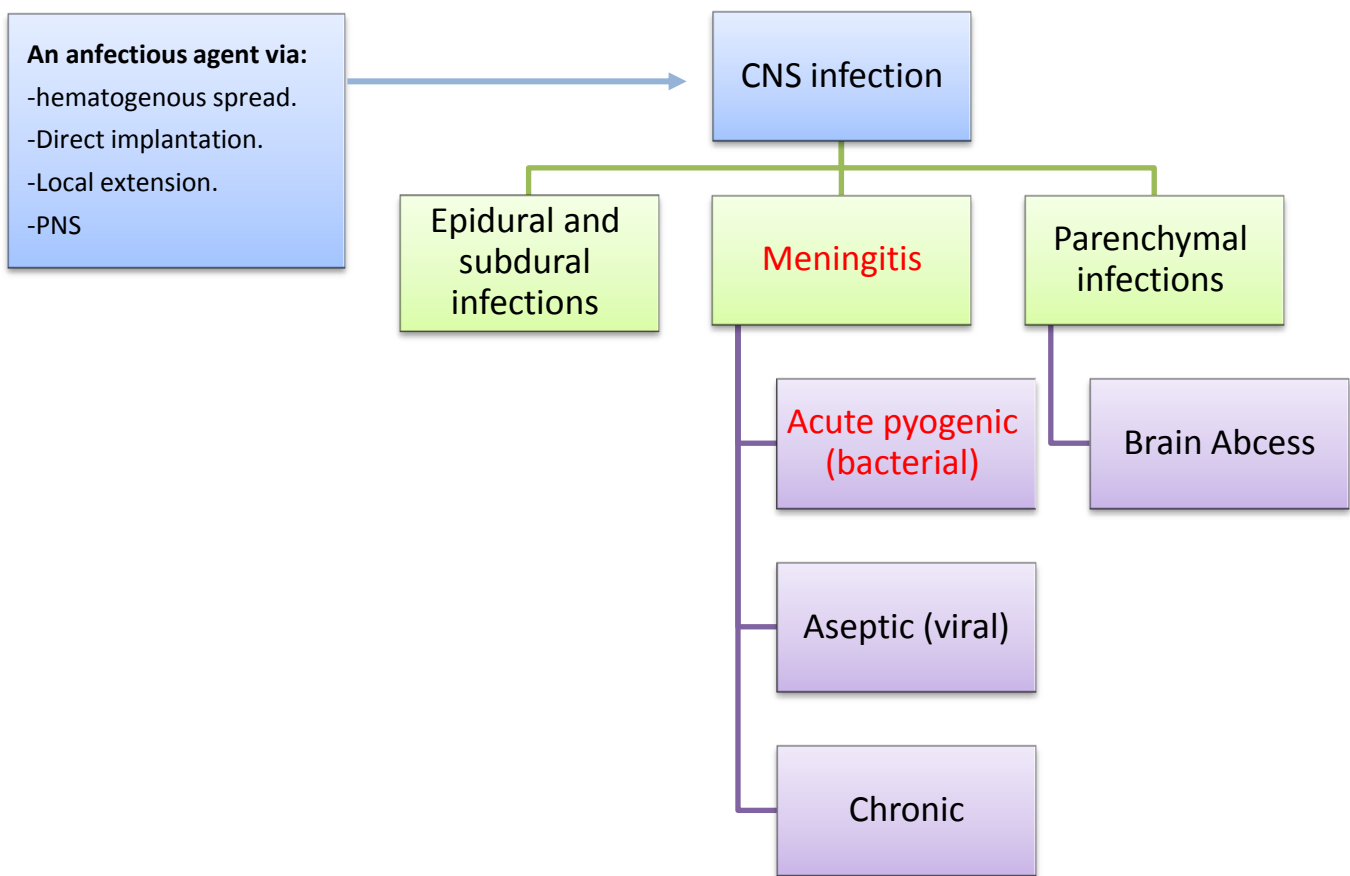 An anfectious agent via:
-hematogenous spread.
-Direct implantation.
-Local extension.
-PNS
CNS infection
Epidural and
subdural
infections
Meningitis
Parenchymal
infections
Acute pyogenic
(bacterial)
Brain Abcess
Aseptic (viral)
Chronic